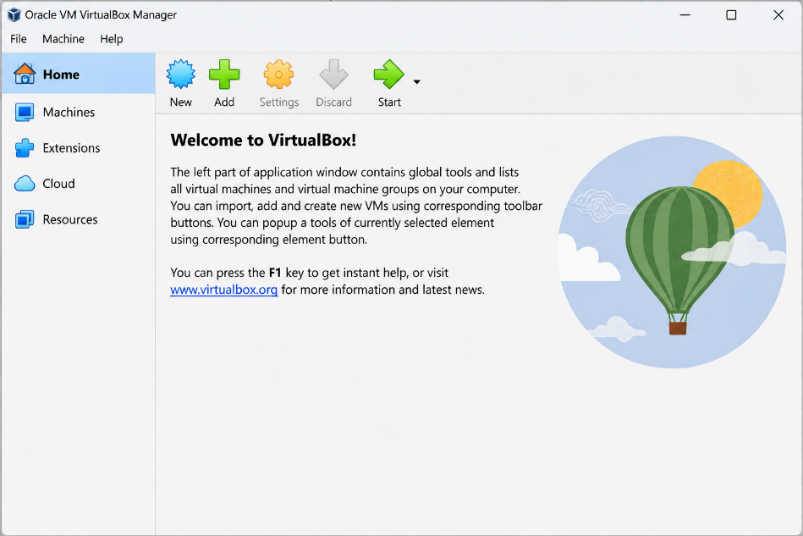 Oracle VM VirtualBox Manager
File Machine Help
Home
Machines
Extensions
Cloud
Resources
New Add Settings Discard Start
Welcome to VirtualBox!
The left part of application window contains global tools and lists
all virtual machines and virtual machine groups on your computer.
You can import, add and create new VMs using corresponding toolbar
buttons. You can popup a tools of currently selected element
using corresponding element button.
You can press the F1 key to get instant help, or visit
www.virtualbox.org for more information and latest news.